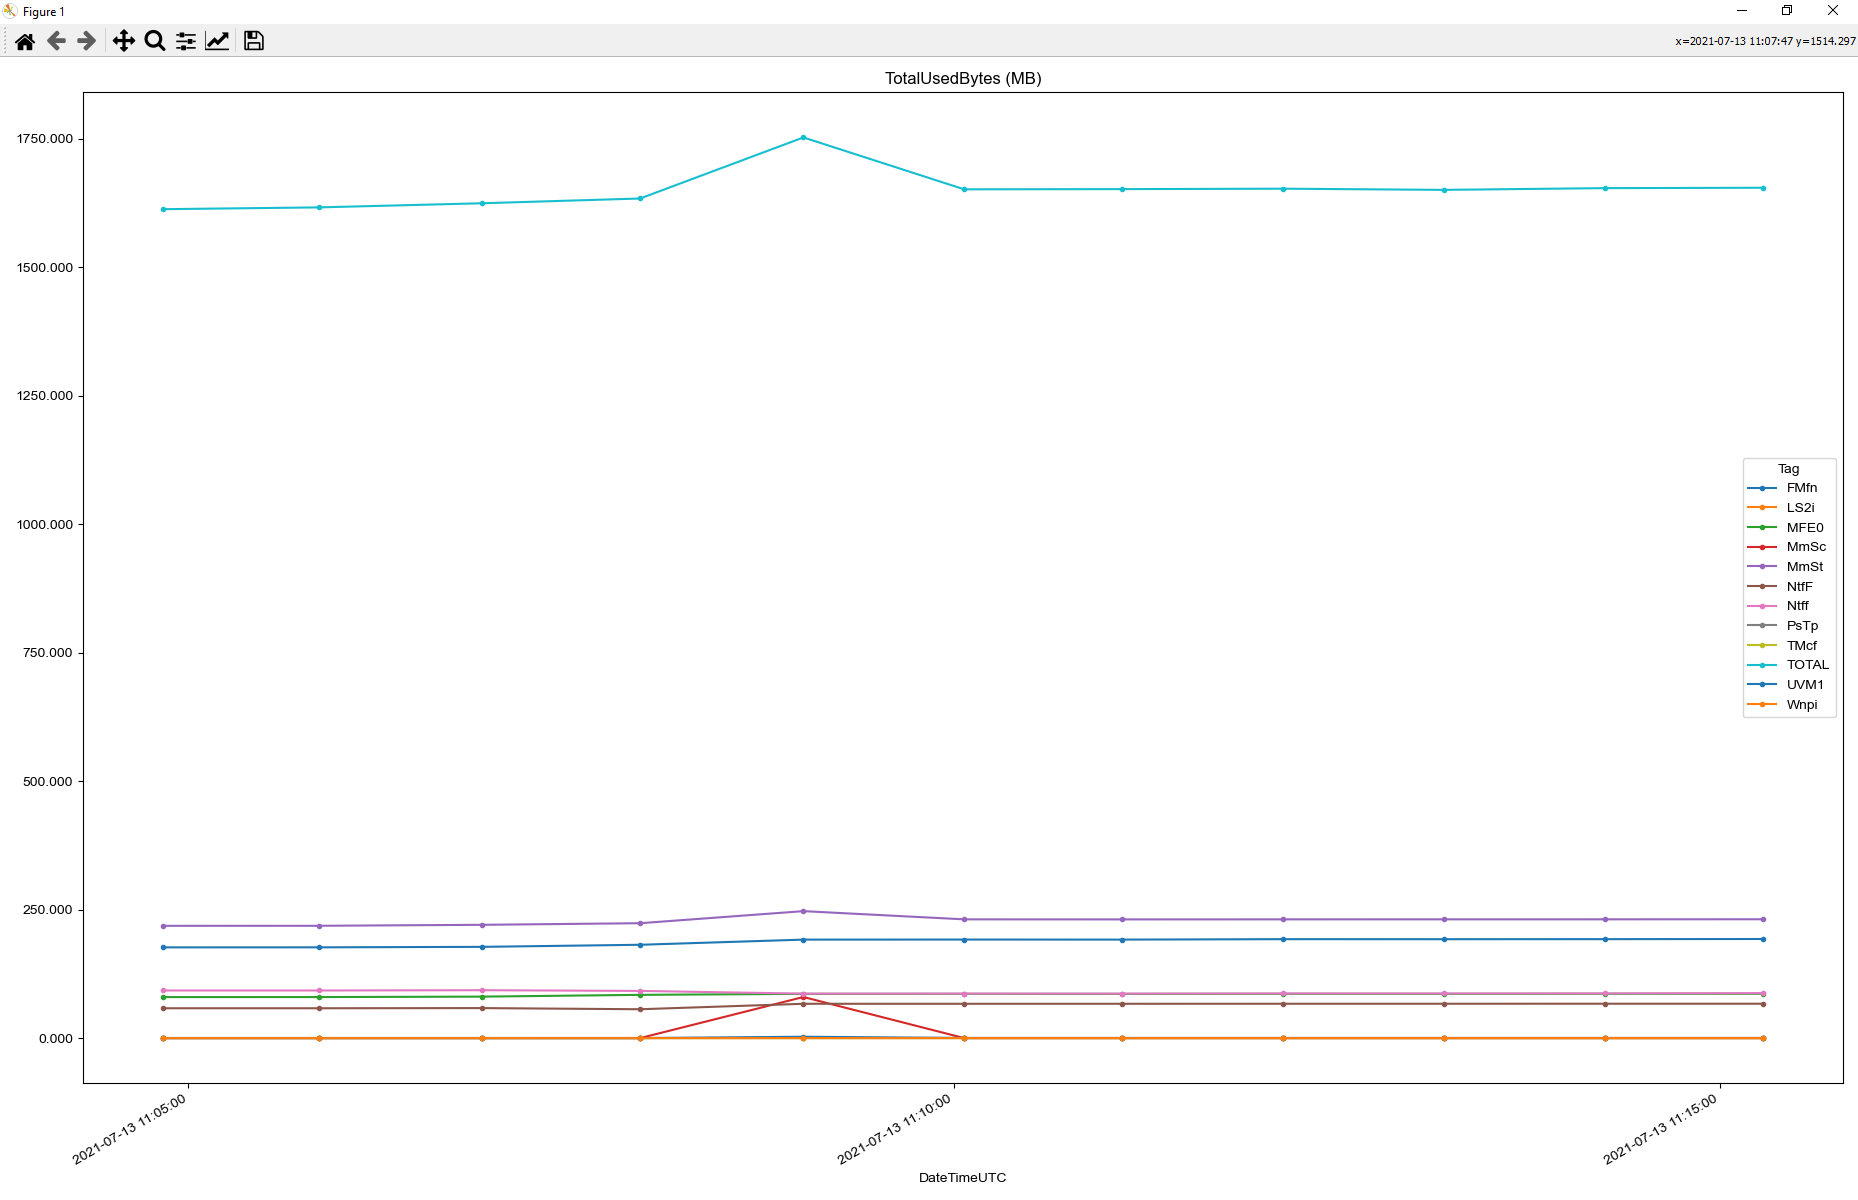 Figure 1
x=2021-07-13 11:07:47 y=1514.297
TotalUsedBytes (MB)
1750.000
1500.000
1250.000
1000.000
750.000
500.000
250.000
0.000
Tag
FMfn
LS2i
MFE0
MmSc
MmSt
NtfF
Ntff
PsTp
TMcf
TOTAL
UVM1
Wnpi
2021-07-13 11:05:00
2021-07-13 11:10:00
2021-07-13 11:15:00
DateTimeUTC